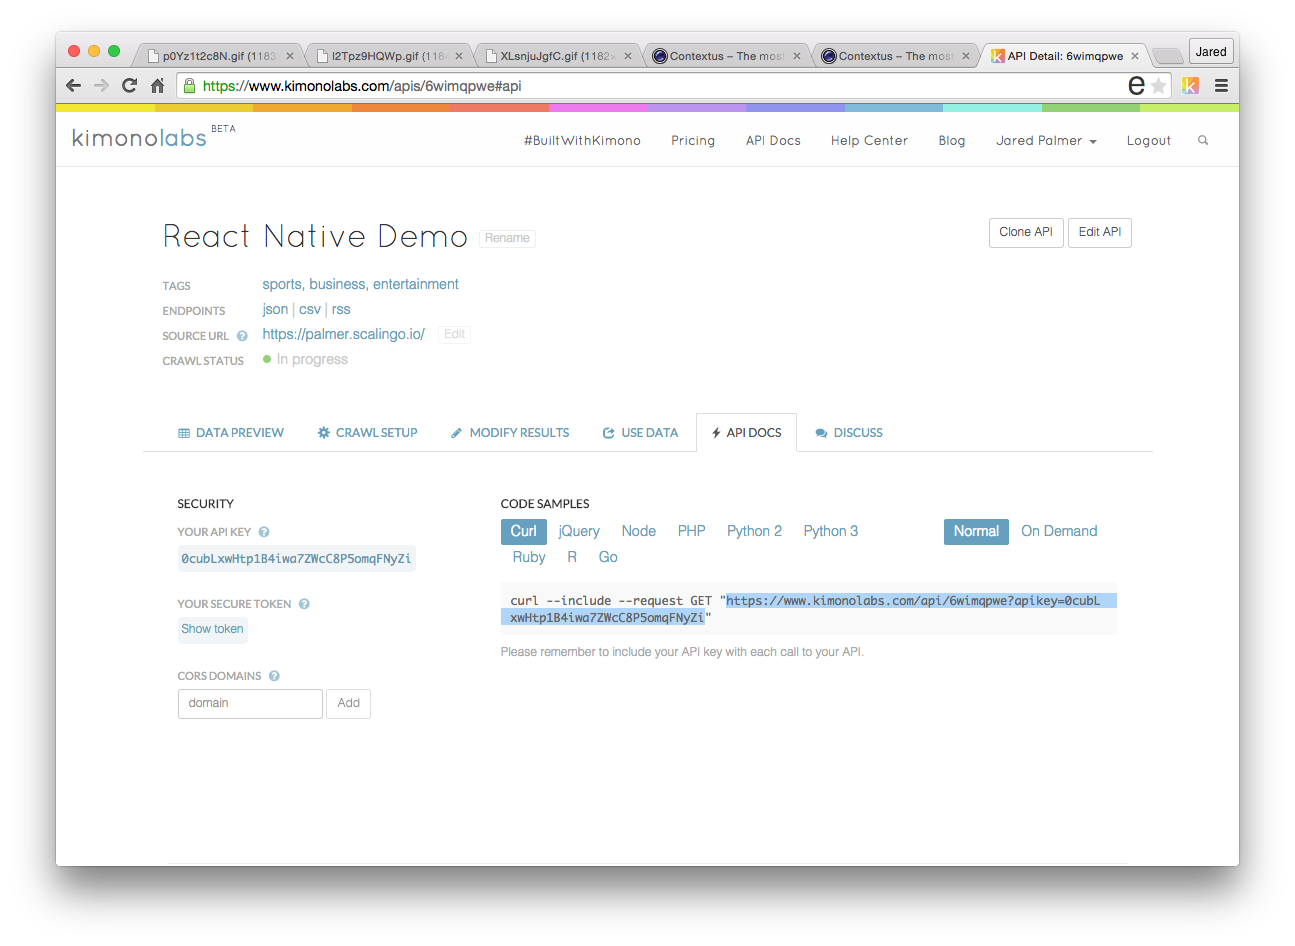 p0Yz1t2c8N.gif (1183
I2Tpz9HQWp.gif (118
XLsnjuJgfC.gif (1182
Contextus – The mos
Contextus – The mos
API Detail: 6wimqpwe
Jared
https://www.kimonolabs.com/apis/6wimqpwe#api
kimonolabs BETA
#BuiltWithKimono
Pricing
API Docs
Help Center
Blog
Jared Palmer
Logout
React Native Demo
Rename
Clone API
Edit API
TAGS
sports, business, entertainment
ENDPOINTS
json | csv | rss
SOURCE URL ?
https://palmer.scalingo.io/
Edit
CRAWL STATUS
In progress
DATA PREVIEW
CRAWL SETUP
MODIFY RESULTS
USE DATA
API DOCS
DISCUSS
SECURITY
YOUR API KEY ?
0cubLxwHtp1B4iwa7ZWcC8P5omqFNyZi
YOUR SECURE TOKEN ?
Show token
CORS DOMAINS ?
domain
Add
CODE SAMPLES
Curl
jQuery
Node
PHP
Python 2
Python 3
Normal
On Demand
Ruby
R
Go
curl --include --request GET "https://www.kimonolabs.com/api/6wimqpwe?apikey=0cubL
xwHtp1B4iwa7ZWcC8P5omqFNyZi"
Please remember to include your API key with each call to your API.